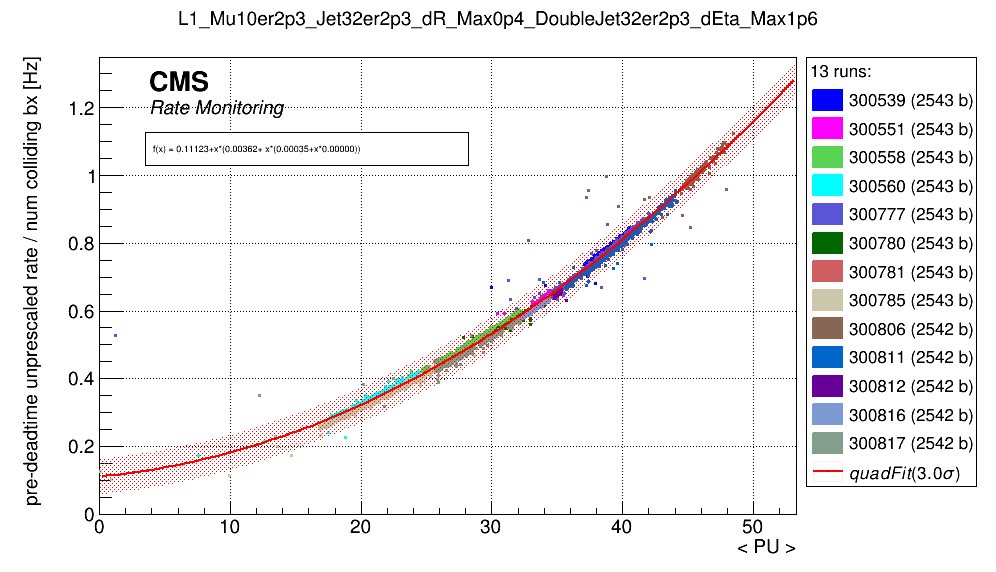 L1_Mu10er2p3_Jet32er2p3_dR_Max0p4_DoubleJet32er2p3_dEta_Max1p6
pre-deadtime unprescaled rate / num colliding bx [Hz]
CMS
Rate Monitoring
f(x) = 0.11123+x*(0.00362+ x*(0.00035+x*0.00000))
1.2
1
0.8
0.6
0.4
0.2
0
0 10 20 30 40 50
< PU >
13 runs:
300539 (2543 b)
300551 (2543 b)
300558 (2543 b)
300560 (2543 b)
300777 (2543 b)
300780 (2543 b)
300781 (2543 b)
300785 (2543 b)
300806 (2542 b)
300811 (2542 b)
300812 (2542 b)
300816 (2542 b)
300817 (2542 b)
quadFit(3.0σ)